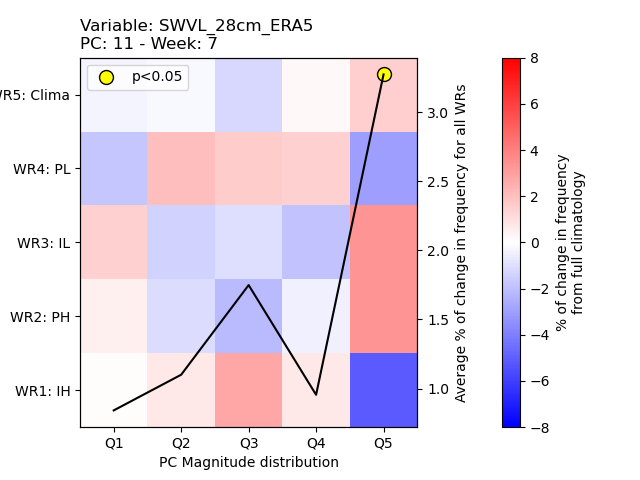 Variable: SWVL_28cm_ERA5
PC: 11 - Week: 7
p<0.05
WR5: Clima
WR4: PL
WR3: IL
WR2: PH
WR1: IH
Q1 Q2 Q3 Q4 Q5
PC Magnitude distribution
3.0
2.5
2.0
1.5
1.0
Average % of change in frequency for all WRs
8
6
4
2
0
−2
−4
−6
−8
% of change in frequency
from full climatology